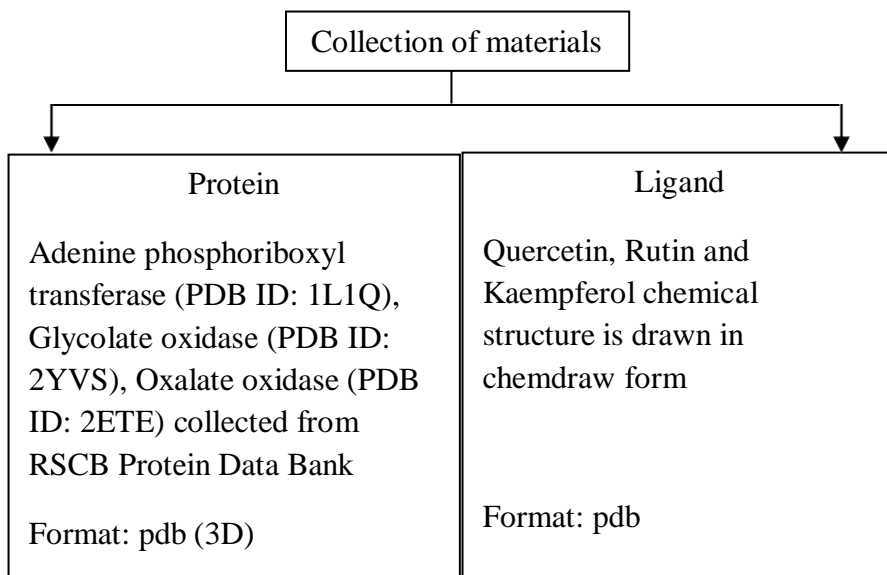 Collection of materials
Protein
Adenine phosphoriboxyl
transferase (PDB ID: 1L1Q),
Glycolate oxidase (PDB ID:
2YVS), Oxalate oxidase (PDB
ID: 2ETE) collected from
RSCB Protein Data Bank
Format: pdb (3D)
Ligand
Quercetin, Rutin and
Kaempferol chemical
structure is drawn in
chemdraw form
Format: pdb